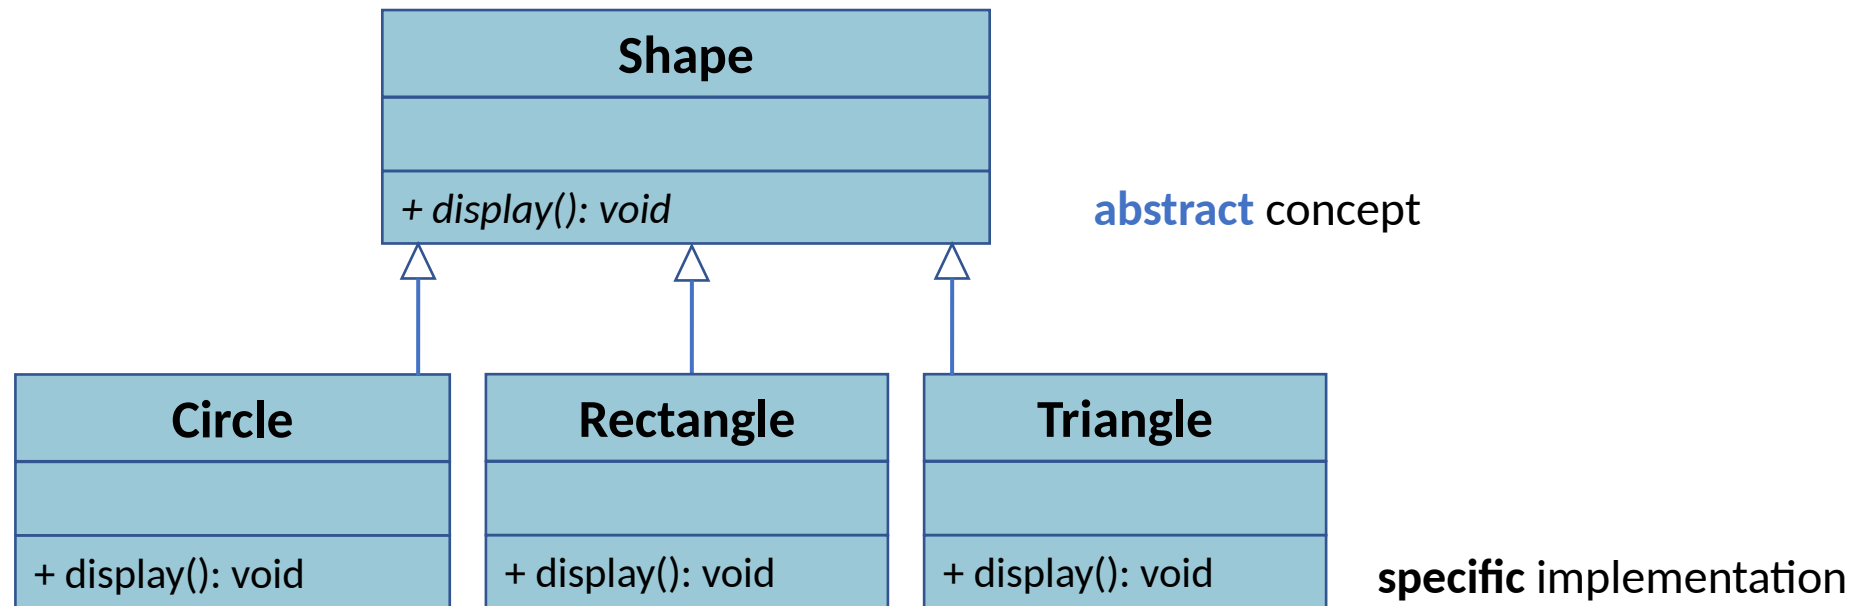 Shape
+ display(): void
abstract concept
Circle
Rectangle
Triangle
+ display(): void
+ display(): void
+ display(): void
specific implementation